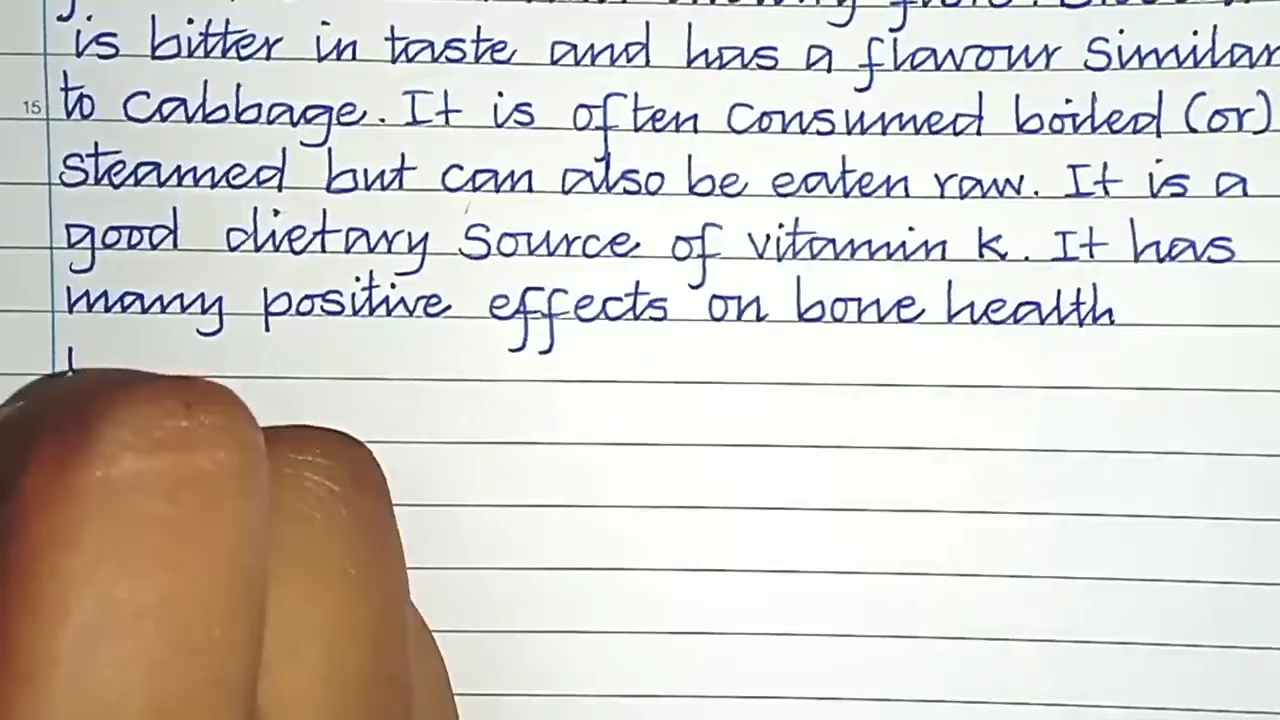 is bitter in taste and has a flavour Similar
15 to cabbage. It is often consumed boiled (or)
steamed but can also be eaten raw. It is a
good dietary source of vitamin k. It has
many positive effects on bone health